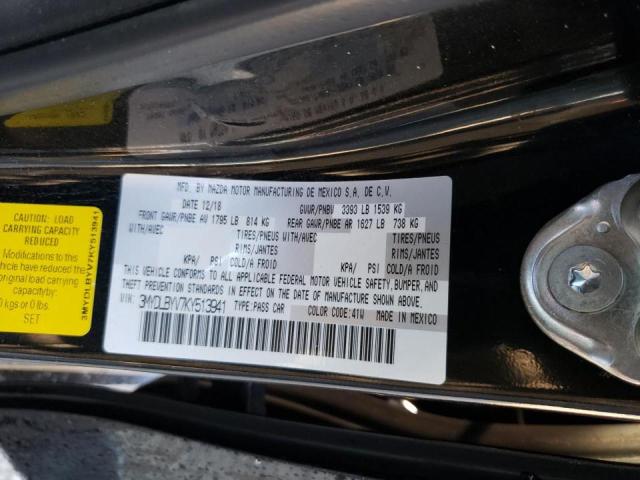 CAUTION: LOAD
CARRYING CAPACITY
REDUCED
Modifications to this
vehicle have reduced the
original load carrying
capacity by:
0 kgs or 0 lbs.
SET
3MYDLBYV7KY513941
MFD. BY MAZDA MOTOR MANUFACTURING DE MEXICO S.A. DE C.V.
DATE 12/18 GVWR/PNBV 3393 LB 1539 KG
FRONT GAWR/PNBE AV 1795 LB 814 KG REAR GAWR/PNBE AR 1627 LB 738 KG
WITH/AVEC TIRES/PNEUS WITH/AVEC TIRES/PNEUS
RIMS/JANTES RIMS/JANTES
KPA/ PSI COLD/A FROID KPA/ PSI COLD/A FROID
THIS VEHICLE CONFORMS TO ALL APPLICABLE FEDERAL MOTOR VEHICLE SAFETY, BUMPER, AND
THEFT PREVENTION STANDARDS IN EFFECT ON THE DATE OF MANUFACTURE SHOWN ABOVE.
VIN: 3MYDLBYV7KY513941 TYPE:PASS CAR COLOR CODE:41W MADE IN MEXICO